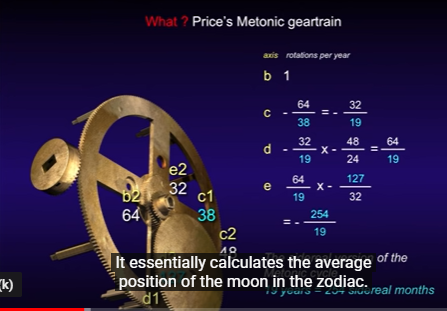 What ? Price's Metonic geartrain
axis rotations per year
b 1
c - 64/38 = - 32/19
d - 32/19 x - 48/24 = 64/19
e 64/19 x - 127/32
= - 254/19
e2
32
b2
64
c1
38
c2
48
d1
of the
19 years = 254 sidereal months
It essentially calculates the average
position of the moon in the zodiac.
k)